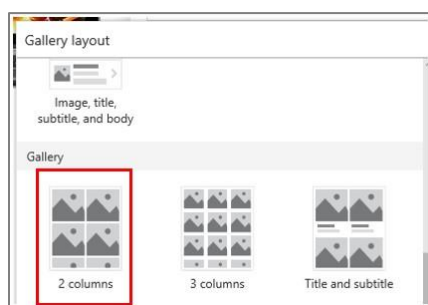 Gallery layout
Image, title,
subtitle, and body
Gallery
2 columns
3 columns
Title and subtitle